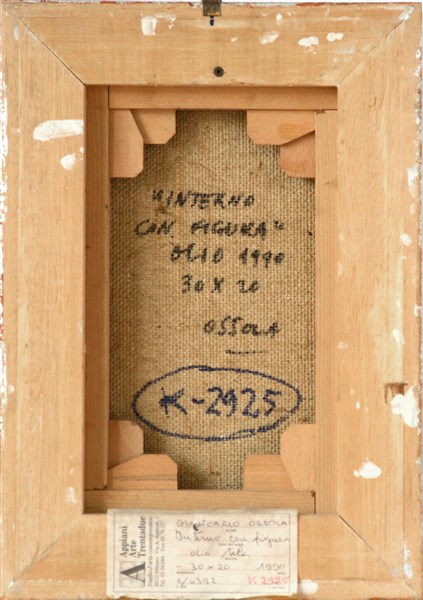 "INTERNO
CON FIGURA"
OLIO 1990
30 X 20
OSSOLA
K-2925
Appiani
Arte
Trentadue
A
GIANCARLO OSSOLA
Interno con figura
olio tela
30 x 20 1990
K 2925